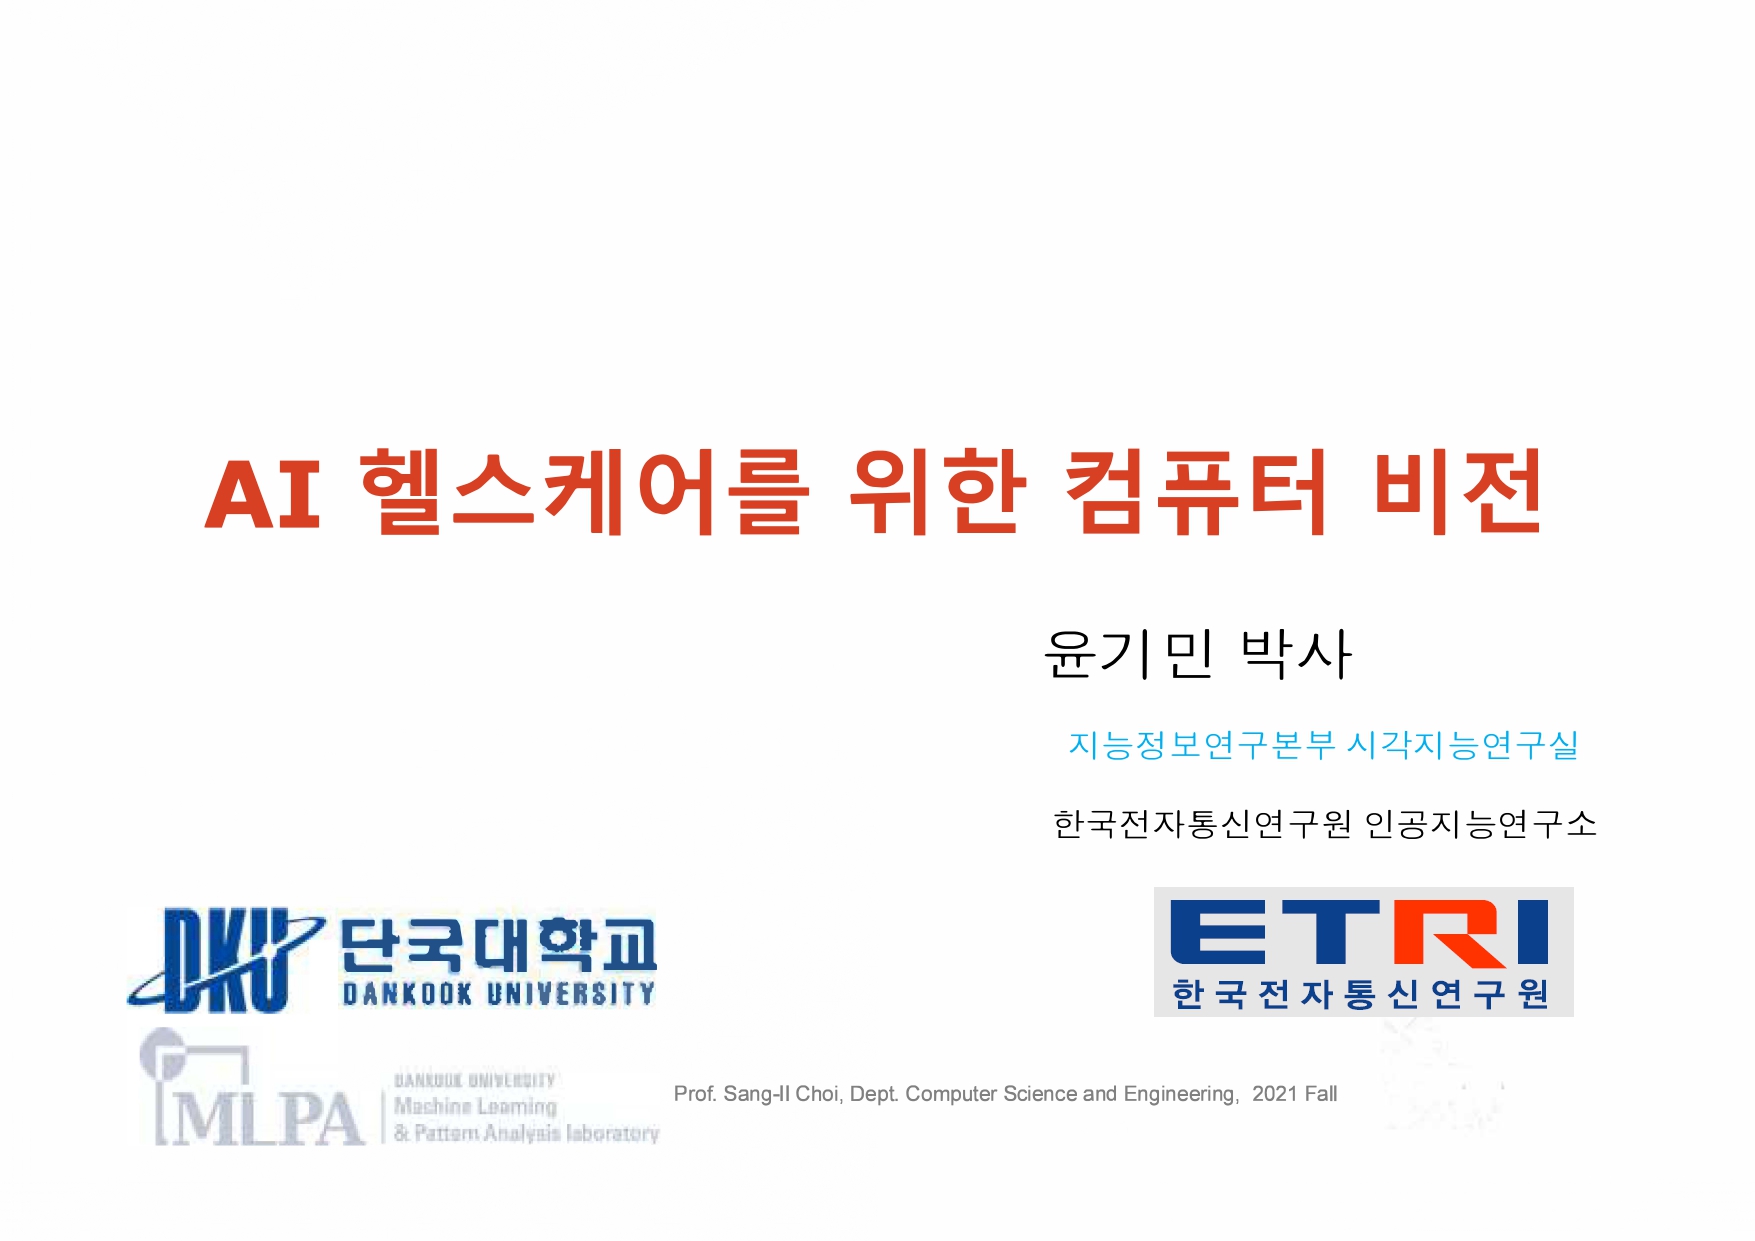 AI 헬스케어를 위한 컴퓨터 비전
윤기민 박사
지능정보연구본부 시각지능연구실
한국전자통신연구원 인공지능연구소
DKU 단국대학교
DANKOOK UNIVERSITY
ETRI
한국전자통신연구원
MLPA
DANKOOK UNIVERSITY
Machine Learning
& Pattern Analysis laboratory
Prof. Sang-Il Choi, Dept. Computer Science and Engineering, 2021 Fall